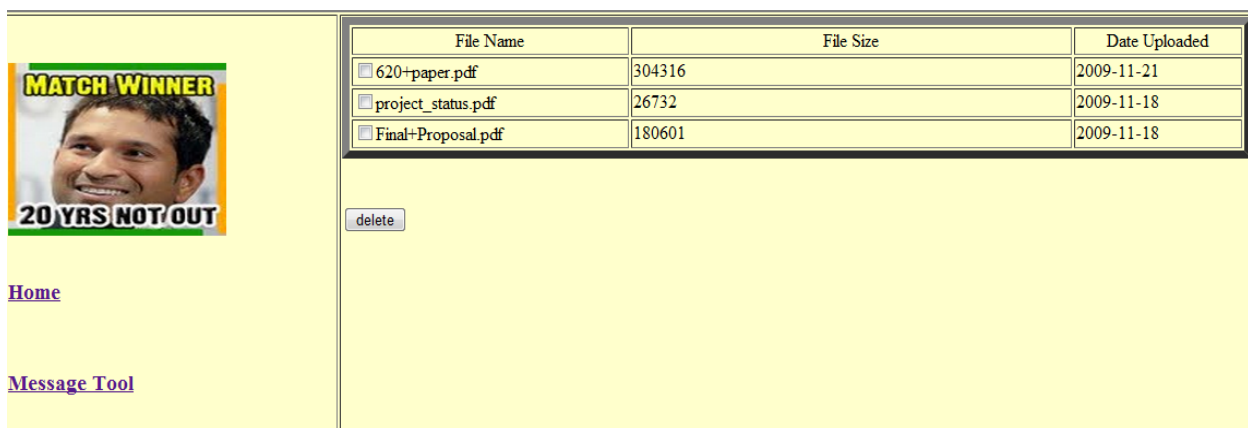 MATCH WINNER
20 YRS NOT OUT
Home
Message Tool
File Name File Size Date Uploaded
620+paper.pdf 304316 2009-11-21
project_status.pdf 26732 2009-11-18
Final+Proposal.pdf 180601 2009-11-18
delete